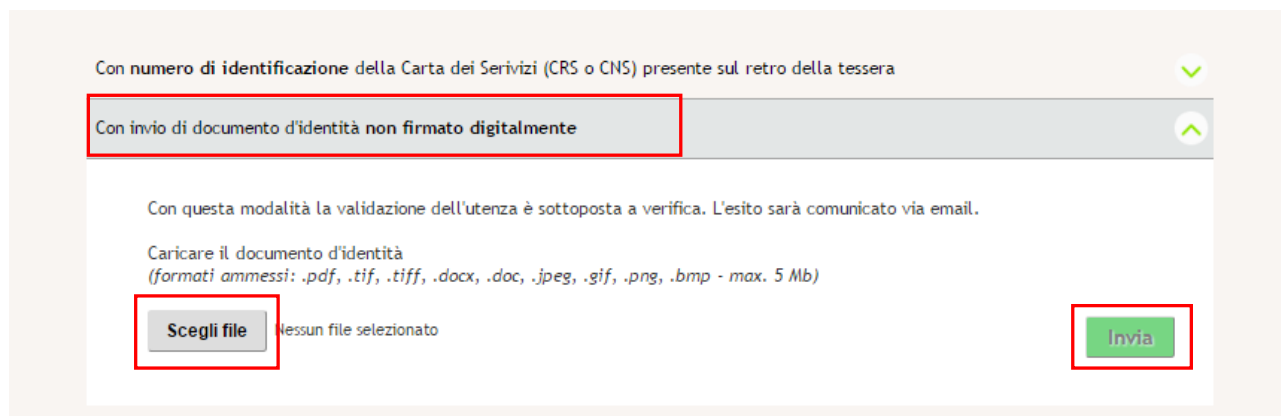 Con numero di identificazione della Carta dei Serivizi (CRS o CNS) presente sul retro della tessera
Con invio di documento d'identità non firmato digitalmente
Con questa modalità la validazione dell'utenza è sottoposta a verifica. L'esito sarà comunicato via email.
Caricare il documento d'identità
(formati ammessi: .pdf, .tif, .tiff, .docx, .doc, .jpeg, .gif, .png, .bmp - max. 5 Mb)
Scegli file Nessun file selezionato
Invia